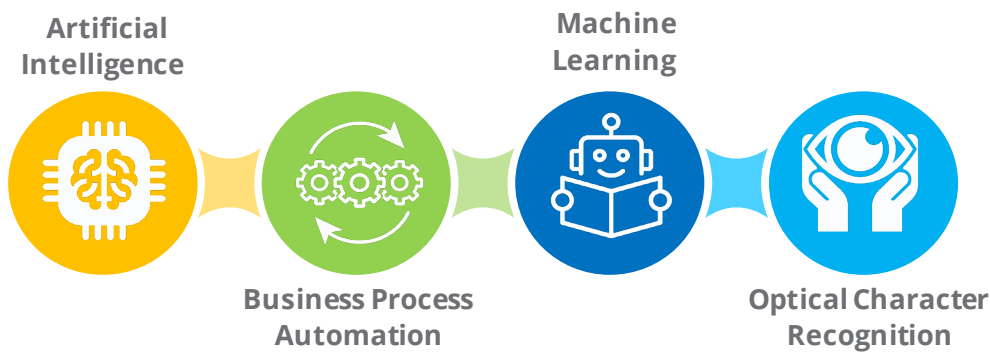 Artificial
Intelligence
Business Process
Automation
Machine
Learning
Optical Character
Recognition